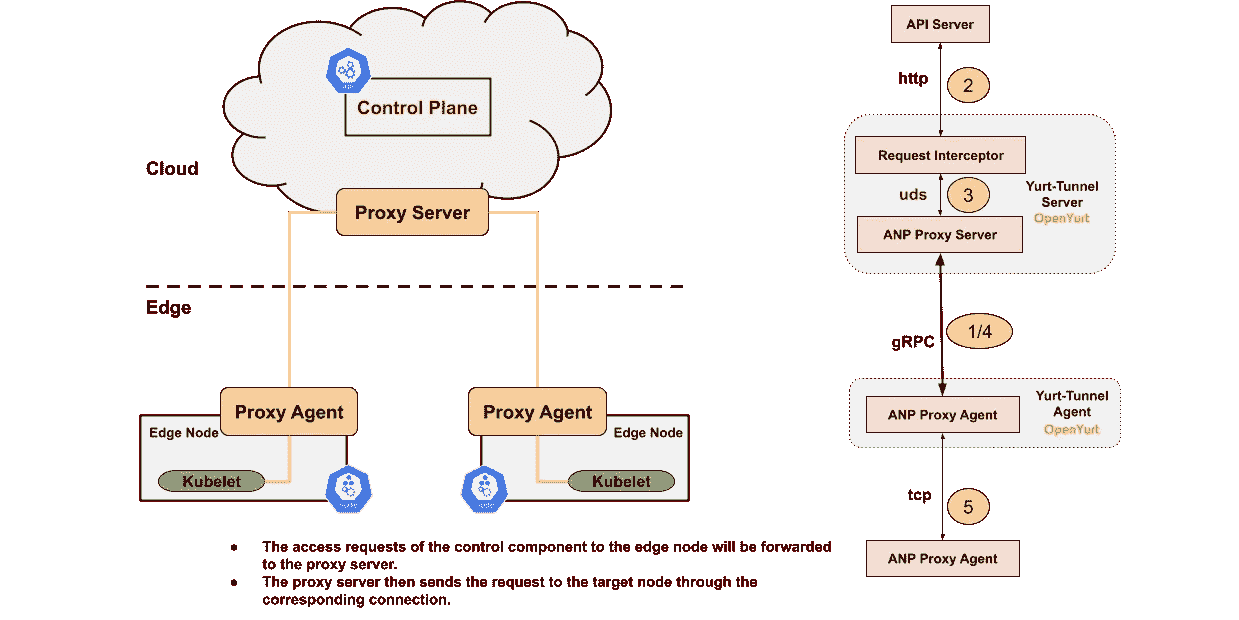 Control Plane
Cloud
Proxy Server
Edge
Proxy Agent
Proxy Agent
Edge Node
Edge Node
Kubelet
Kubelet
● The access requests of the control component to the edge node will be forwarded
to the proxy server.
● The proxy server then sends the request to the target node through the
corresponding connection.
API Server
http
2
Request Interceptor
uds
3
Yurt-Tunnel
Server
OpenYurt
ANP Proxy Server
gRPC
1/4
ANP Proxy Agent
Yurt-Tunnel
Agent
OpenYurt
tcp
5
ANP Proxy Agent